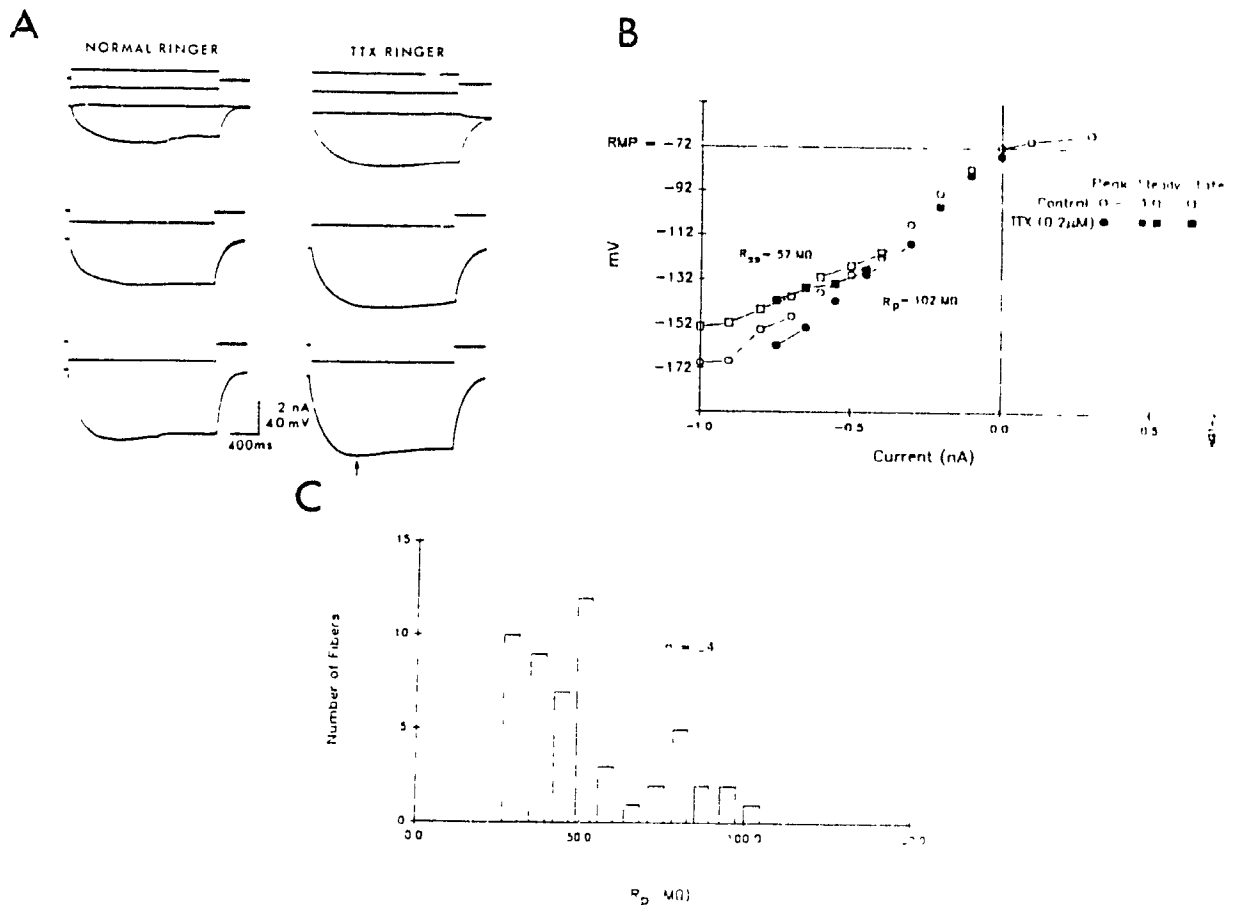 A
NORMAL RINGER
TTX RINGER
2 nA
40 mV
400ms
B
RMP = -72
-92
-112
-132
-152
-172
mV
-1.0
-0.5
0.0
0.5
Current (nA)
Peak
Control
TTX (0.2μM)
Rss = 57 MΩ
Rp = 102 MΩ
C
15
10
5
0
Number of Fibers
0.0
50.0
100.0
Rp MΩ)